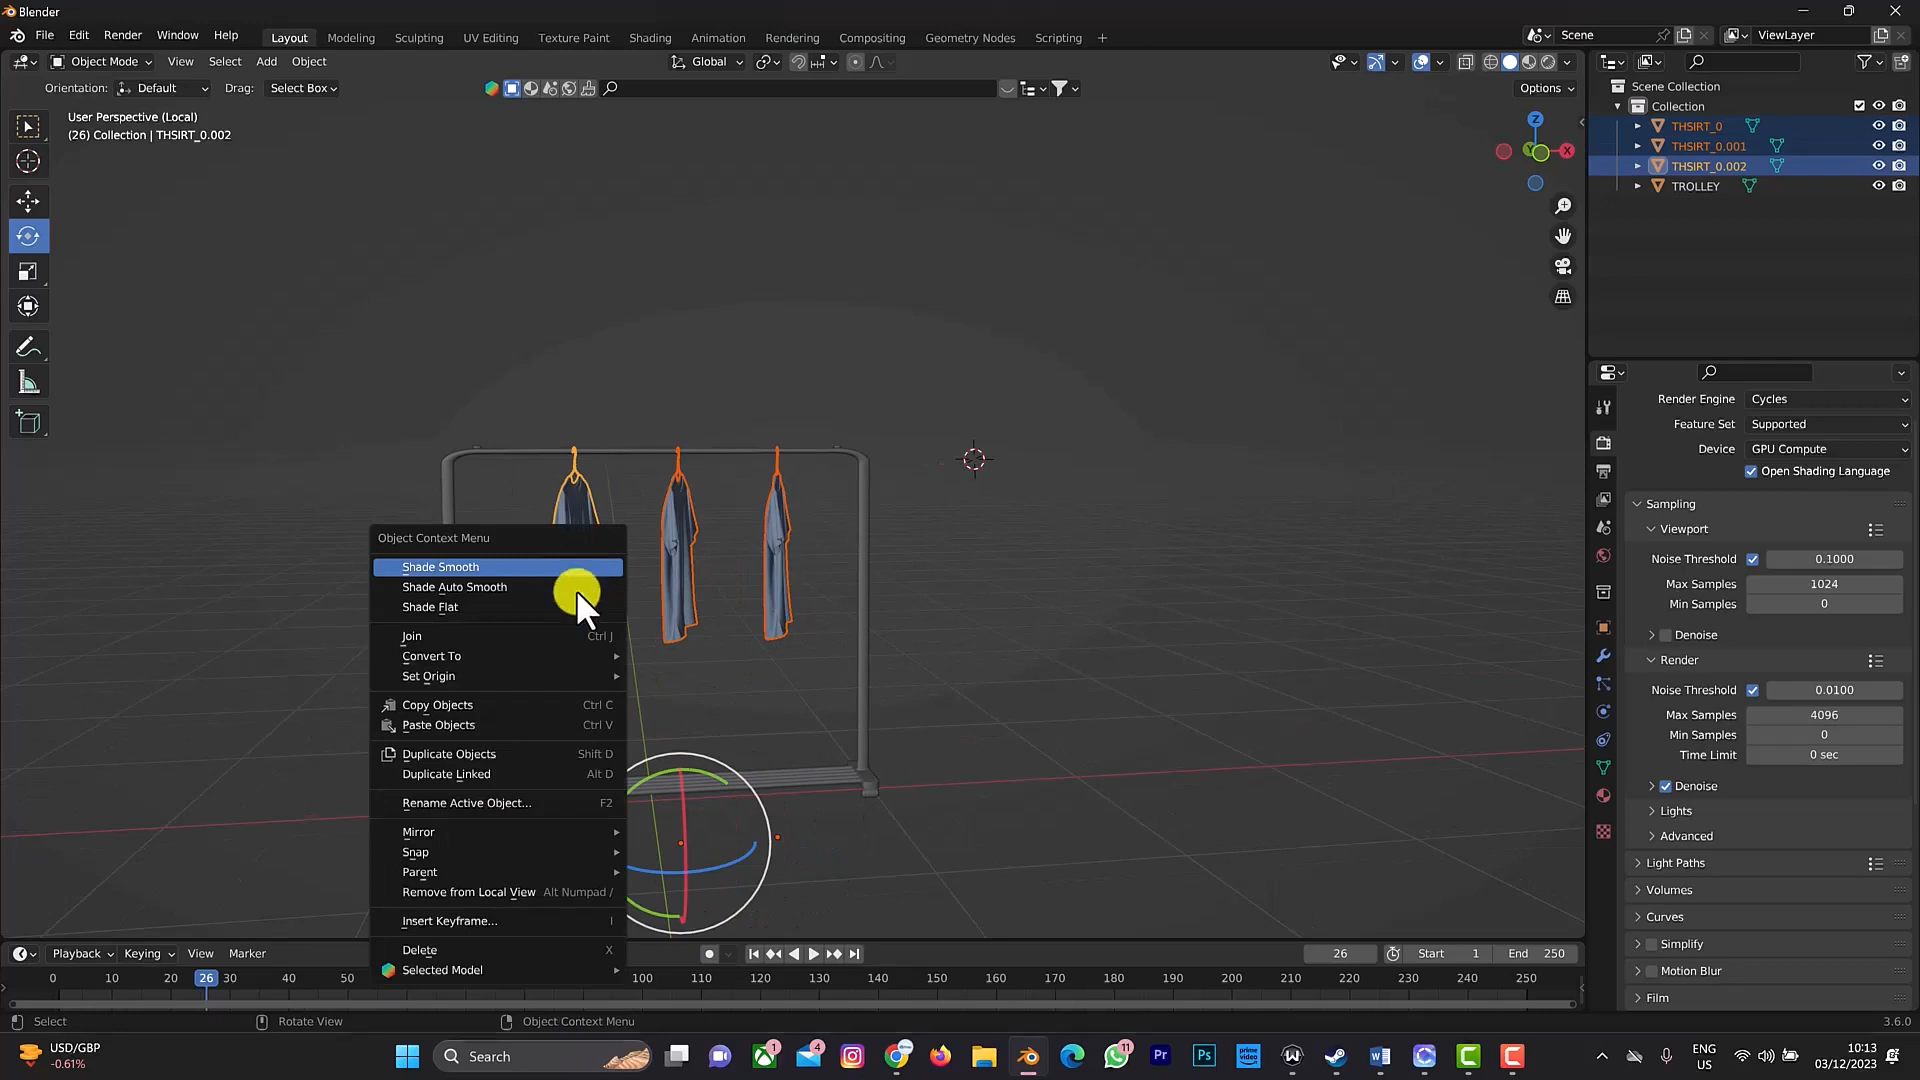 Blender
File Edit Render Window Help
Layout Modeling Sculpting UV Editing Texture Paint Shading Animation Rendering Compositing Geometry Nodes Scripting +
Scene
ViewLayer
Object Mode View Select Add Object
Global
Orientation: Default Drag: Select Box
Options
User Perspective (Local)
(26) Collection | THSIRT_0.002
Z
X
Y
Scene Collection
Collection
THSIRT_0
THSIRT_0.001
THSIRT_0.002
TROLLEY
Object Context Menu
Shade Smooth
Shade Auto Smooth
Shade Flat
Join Ctrl J
Convert To
Set Origin
Copy Objects Ctrl C
Paste Objects Ctrl V
Duplicate Objects Shift D
Duplicate Linked Alt D
Rename Active Object... F2
Mirror
Snap
Parent
Remove from Local View Alt Numpad /
Insert Keyframe... I
Delete X
Selected Model
Render Engine Cycles
Feature Set Supported
Device GPU Compute
Open Shading Language
Sampling
Viewport
Noise Threshold 0.1000
Max Samples 1024
Min Samples 0
Denoise
Render
Noise Threshold 0.0100
Max Samples 4096
Min Samples 0
Time Limit 0 sec
Denoise
Lights
Advanced
Light Paths
Volumes
Curves
Simplify
Motion Blur
Film
Playback Keying View Marker
26 Start 1 End 250
0 20 26 30 40 50 100 110 120 130 140 150 160 170 180 190 200 210 220 230 240 250
Select Rotate View Object Context Menu
3.6.0
USD/GBP
-0.61%
Search
1
4
11
Pr
Ps
prime video
ENG
US
10:13
03/12/2023